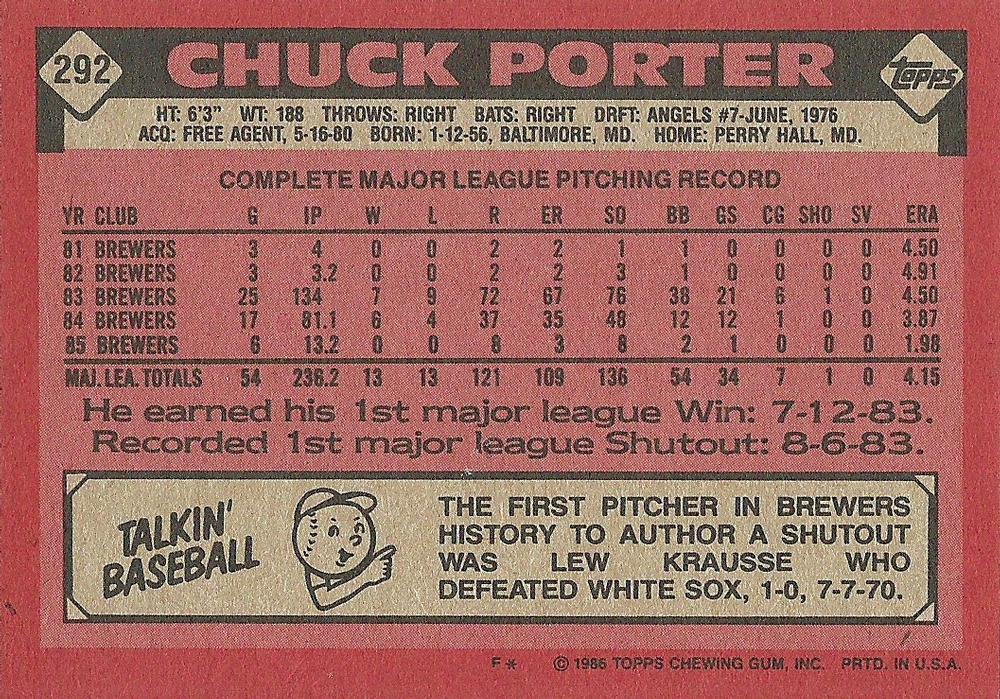 292 CHUCK PORTER topps
HT: 6'3" WT: 188 THROWS: RIGHT BATS: RIGHT DRFT: ANGELS #7-JUNE, 1976
ACQ: FREE AGENT, 5-16-80 BORN: 1-12-56, BALTIMORE, MD. HOME: PERRY HALL, MD.
COMPLETE MAJOR LEAGUE PITCHING RECORD
YR CLUB G IP W L R ER SO BB GS CG SHO SV ERA
81 BREWERS 3 4 0 0 2 2 1 1 0 0 0 0 4.50
82 BREWERS 3 3.2 0 0 2 2 3 1 0 0 0 0 4.91
83 BREWERS 25 134 7 9 72 67 76 38 21 6 1 0 4.50
84 BREWERS 17 81.1 6 4 37 35 48 12 12 1 0 0 3.87
85 BREWERS 6 13.2 0 0 8 3 8 2 1 0 0 0 1.98
MAJ. LEA. TOTALS 54 236.2 13 13 121 109 136 54 34 7 1 0 4.15
He earned his 1st major league Win: 7-12-83.
Recorded 1st major league Shutout: 8-6-83.
TALKIN'
BASEBALL
THE FIRST PITCHER IN BREWERS
HISTORY TO AUTHOR A SHUTOUT
WAS LEW KRAUSSE WHO
DEFEATED WHITE SOX, 1-0, 7-7-70.
F* © 1986 TOPPS CHEWING GUM, INC. PRTD. IN U.S.A.